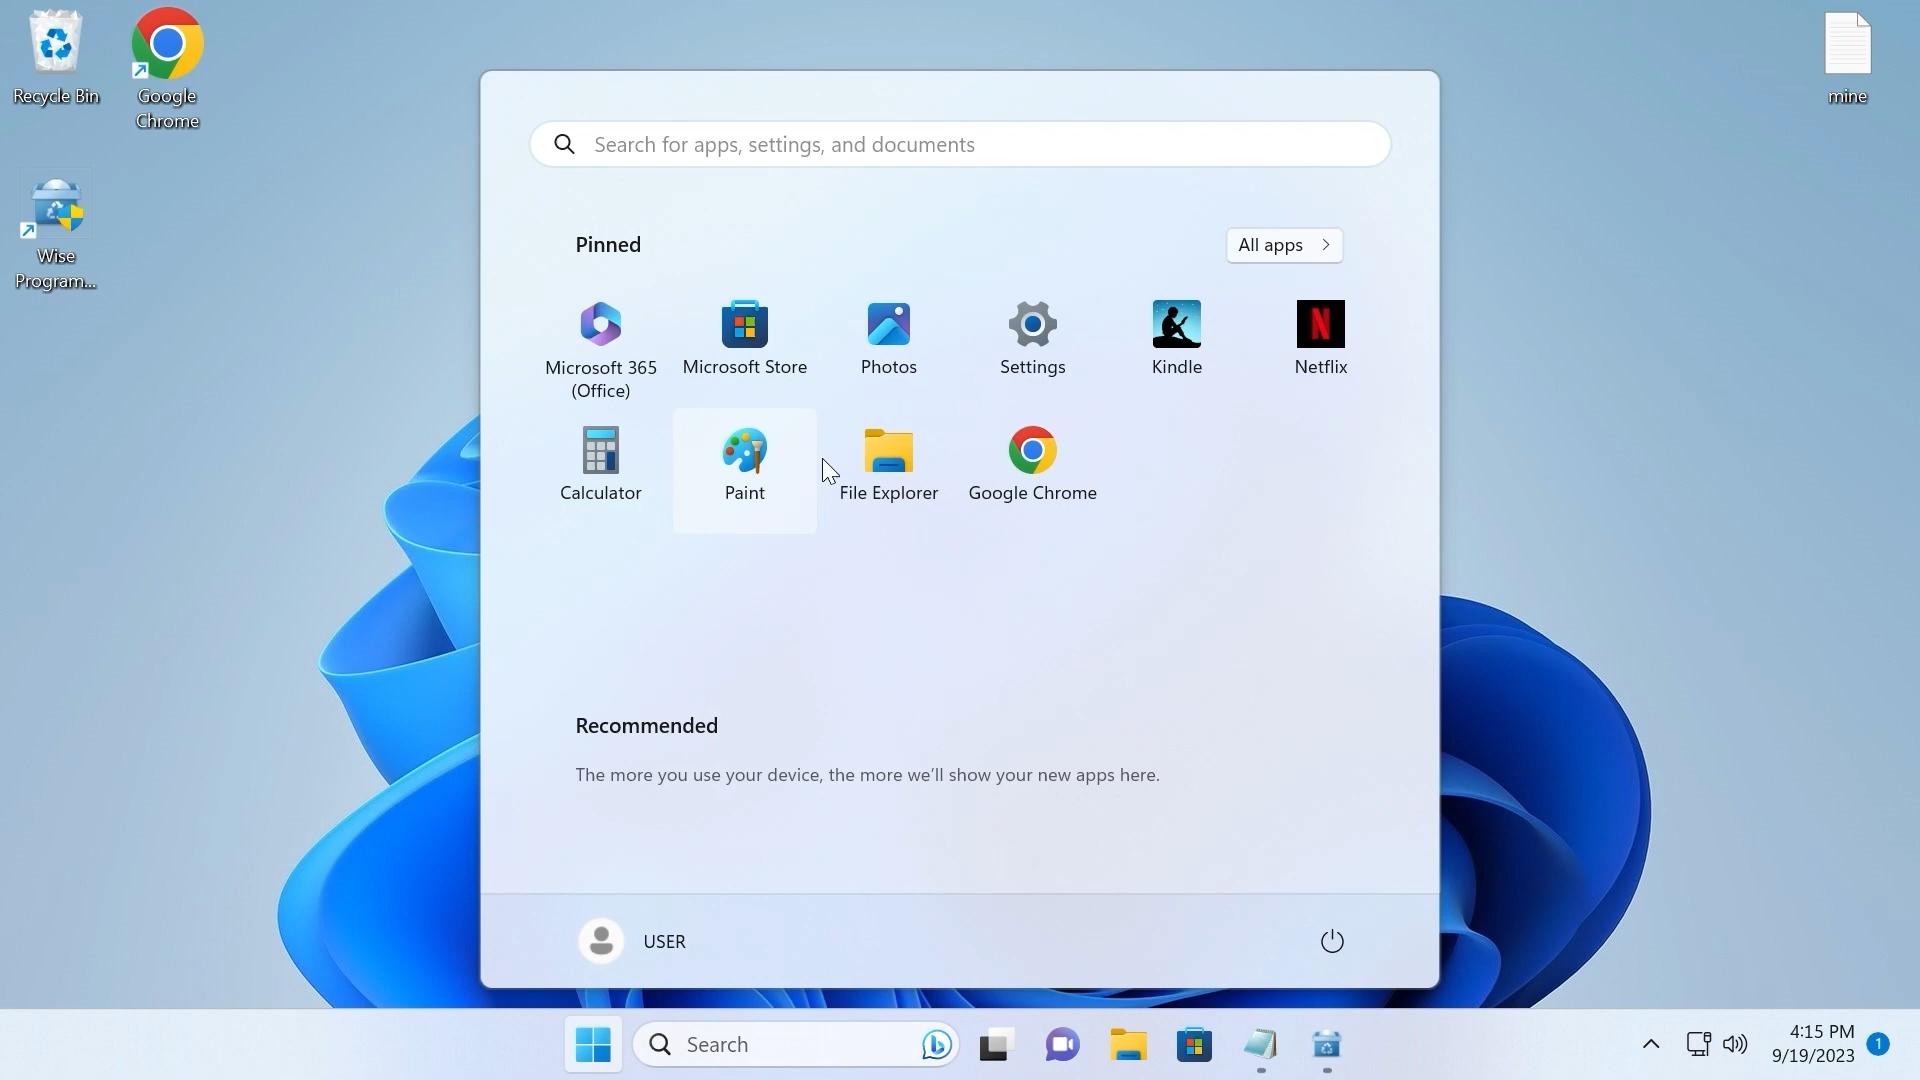 Recycle Bin
Google
Chrome
mine
Wise
Program...
Search for apps, settings, and documents
Pinned
All apps
Microsoft 365
(Office)
Microsoft Store
Photos
Settings
Kindle
N
Netflix
Calculator
Paint
File Explorer
Google Chrome
Recommended
The more you use your device, the more we’ll show your new apps here.
USER
Search
4:15 PM
9/19/2023
1